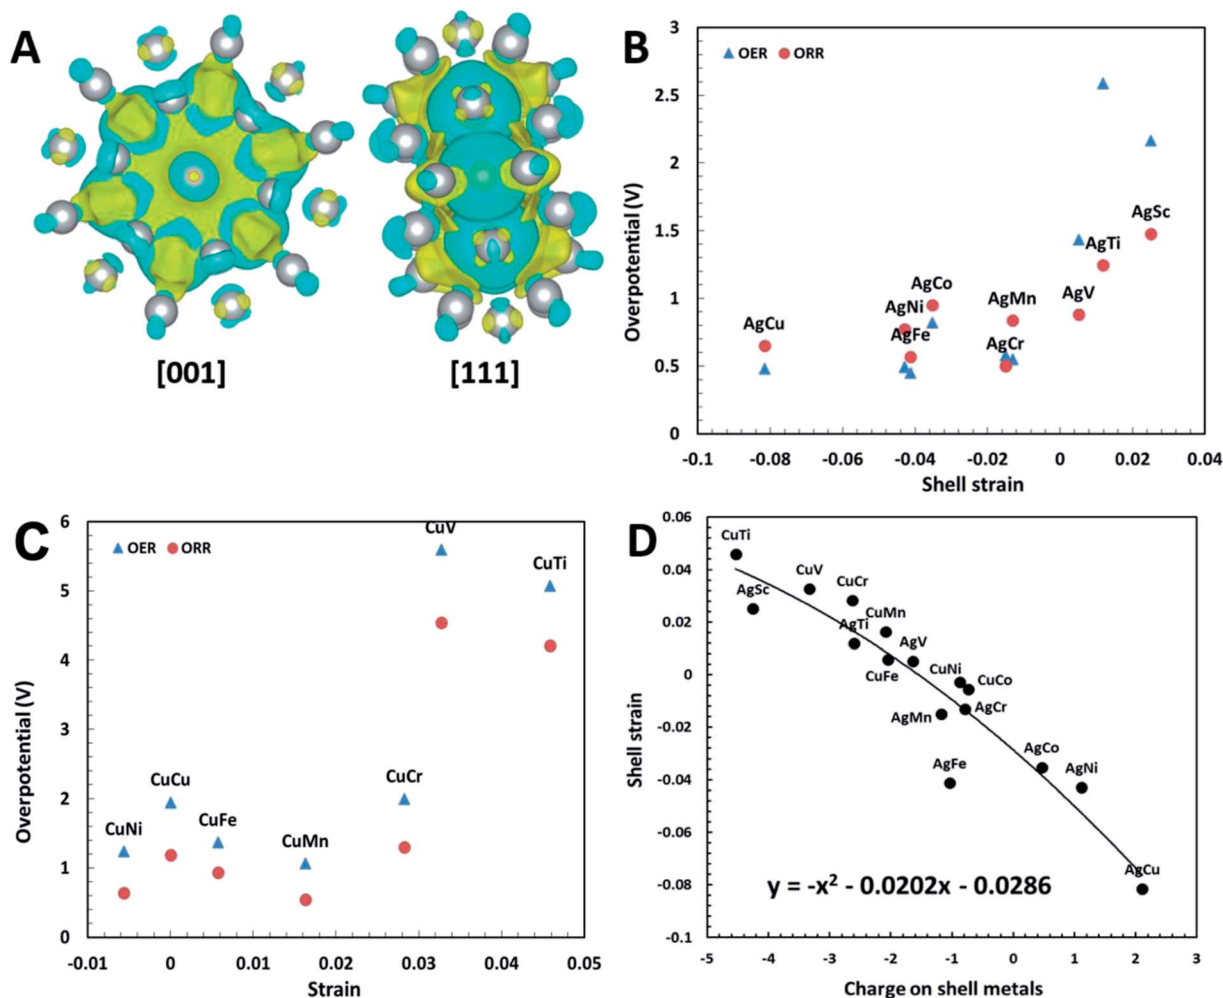 A
[001]
[111]
B
OER ORR
Overpotential (V)
3
2.5
2
1.5
1
0.5
0
AgSc
AgTi
AgCo
AgMn
AgV
AgNi
AgCu
AgFe
AgCr
-0.1 -0.08 -0.06 -0.04 -0.02 0 0.02 0.04
Shell strain
C
OER ORR
Overpotential (V)
6
5
4
3
2
1
0
CuV
CuTi
CuCu
CuCr
CuFe
CuNi
CuMn
-0.01 0 0.01 0.02 0.03 0.04 0.05
Strain
D
Shell strain
0.06
0.04
0.02
0
-0.02
-0.04
-0.06
-0.08
-0.1
CuTi
CuV
CuCr
AgSc
CuMn
AgTi
AgV
CuFe
CuNi
CuCo
AgMn
AgCr
AgCo
AgFe
AgNi
AgCu
y = -x² - 0.0202x - 0.0286
-5 -4 -3 -2 -1 0 1 2 3
Charge on shell metals